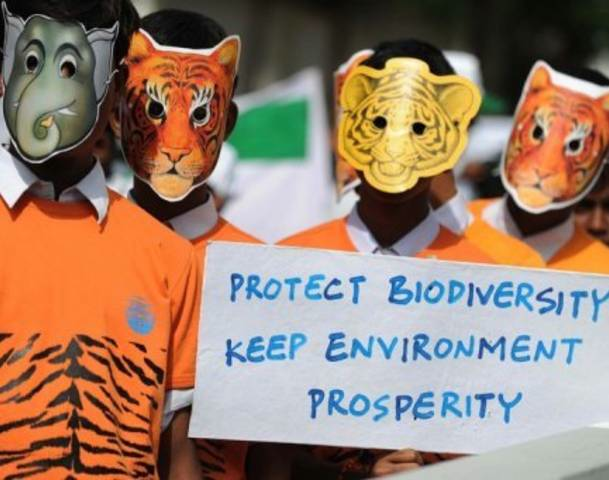 PROTECT BIODIVERSITY
KEEP ENVIRONMENT
PROSPERITY